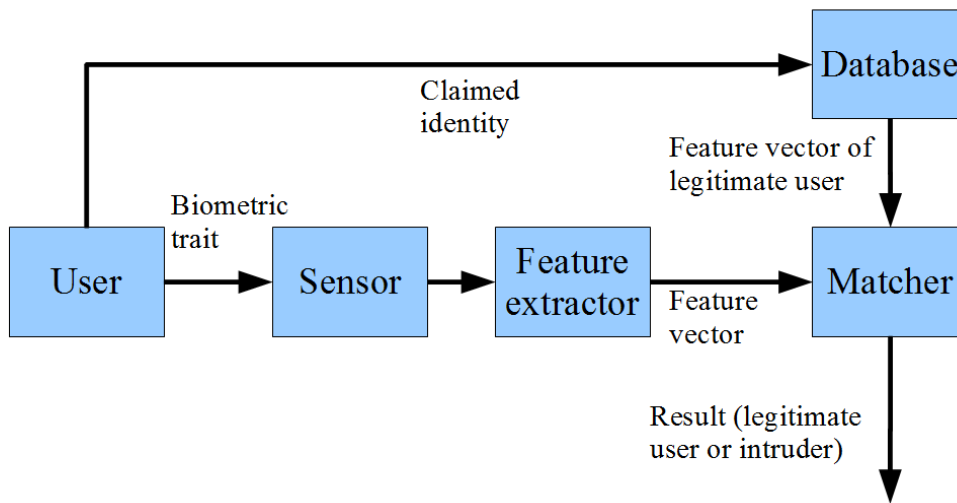 Database
Claimed
identity
Feature vector of
legitimate user
Biometric
trait
User
Sensor
Feature
extractor
Feature
vector
Matcher
Result (legitimate
user or intruder)